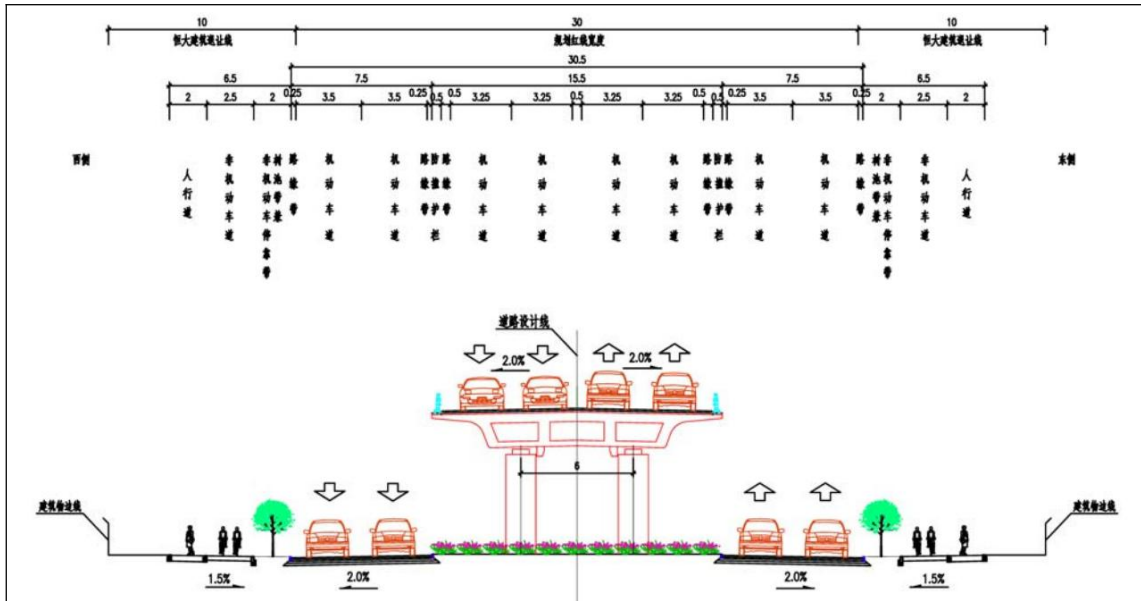 10 30 10
恒大建筑退让线 规划红线宽度 恒大建筑退让线
30.5
6.5 7.5 15.5 7.5 6.5
2 2.5 2 0.25 3.5 3.5 0.25 0.5 0.5 3.25 3.25 0.5 3.25 3.25 0.5 0.25 3.5 3.5 0.25 2 2.5 2
西侧
人行道
非机动车道
树池带兼
非机动车停靠带
路缘带
机动车道
机动车道
路缘带
防撞护栏
路缘带
机动车道
机动车道
机动车道
机动车道
路缘带
防撞护栏
路缘带
机动车道
机动车道
路缘带
树池带兼
非机动车停靠带
非机动车道
人行道
东侧
道路设计线
2.0% 2.0%
6
建筑物边线 建筑物边线
1.5% 2.0% 2.0% 1.5%